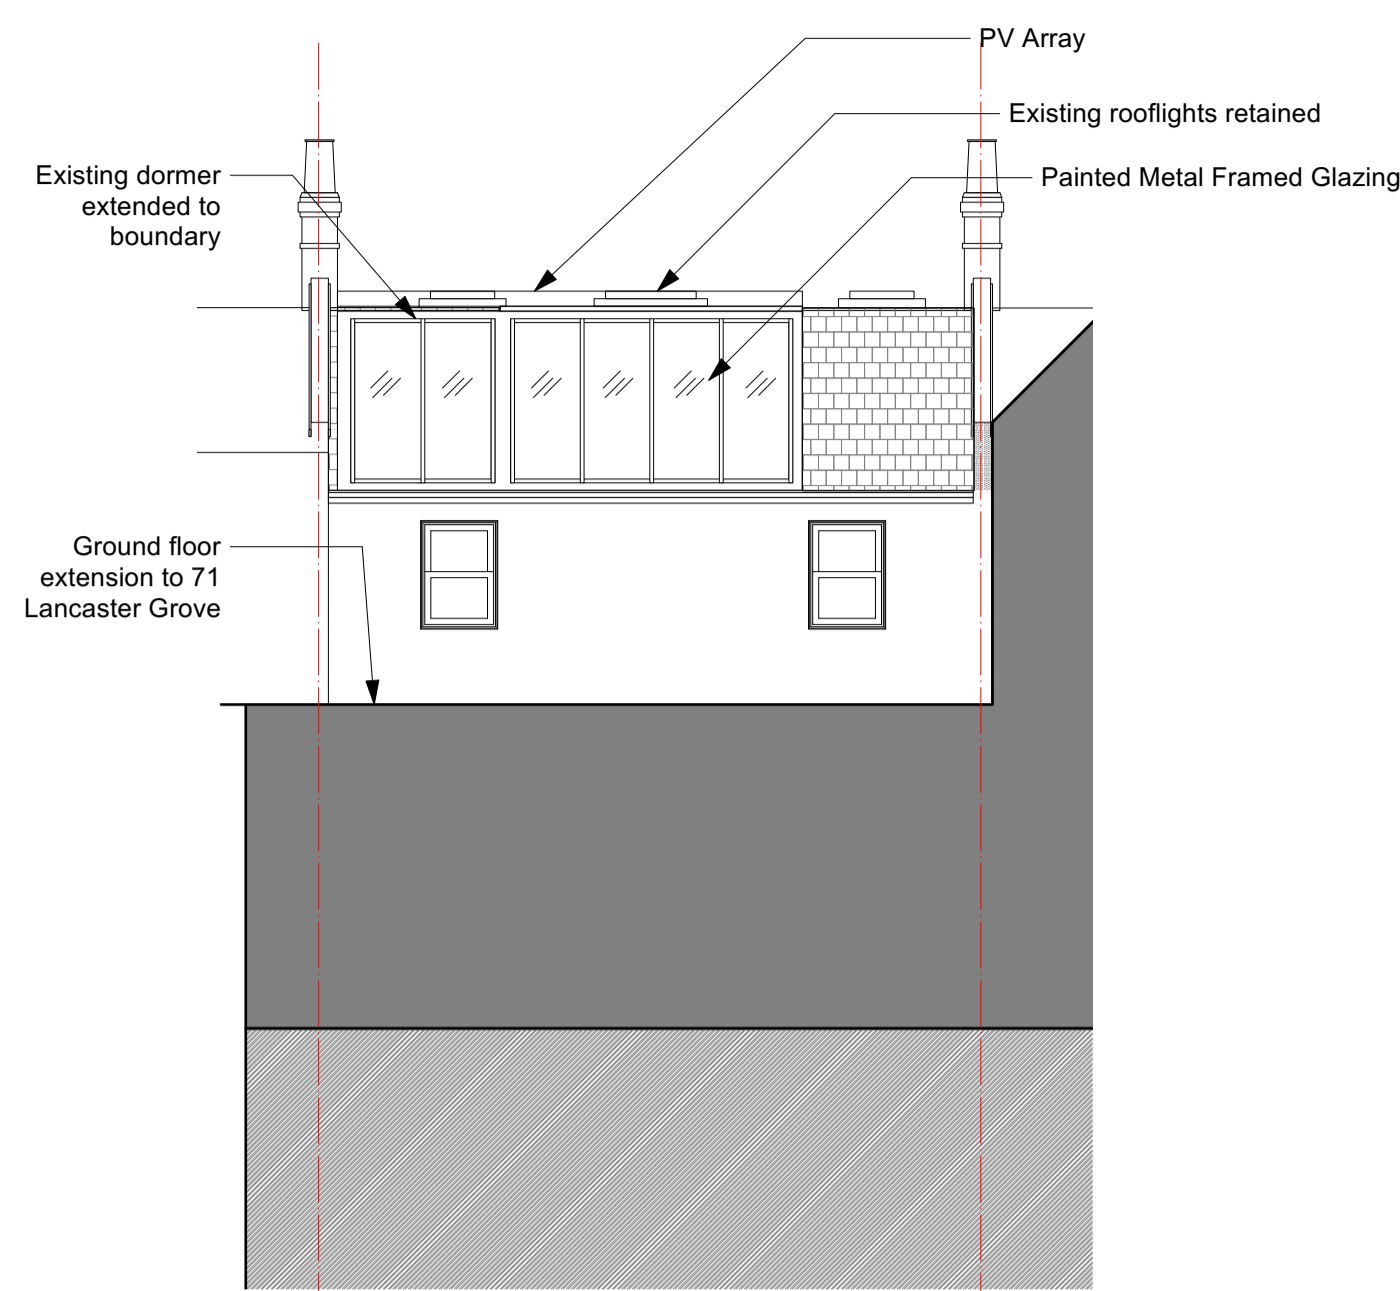 PV Array
Existing rooflights retained
Painted Metal Framed Glazing
Existing dormer
extended to
boundary
Ground floor
extension to 71
Lancaster Grove